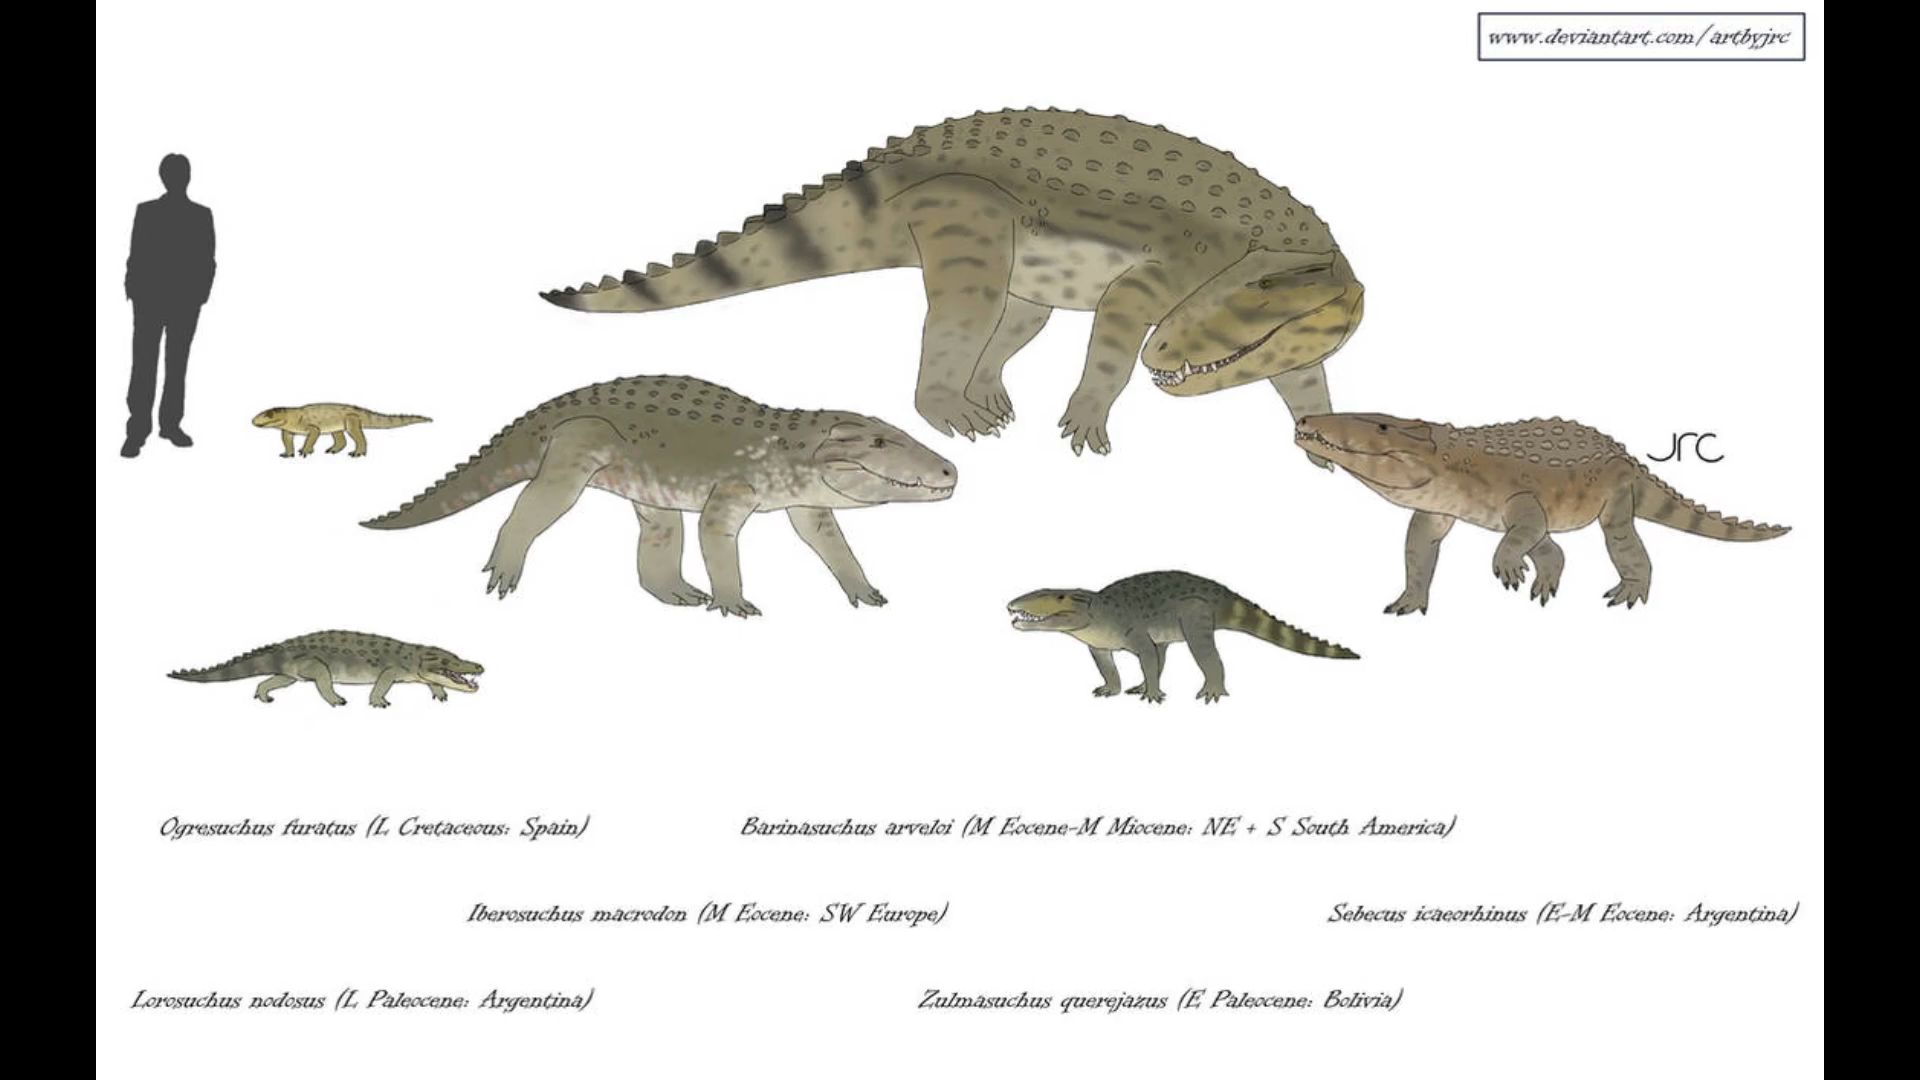 www.deviantart.com/artbyjrc
JrC
Ogresuchus furatus (L Cretaceous: Spain)
Barinasuchus arveloi (M Eocene-M Miocene: NE + S South America)
Iberosuchus macrodon (M Eocene: SW Europe)
Sebecus icaeorhinus (E-M Eocene: Argentina)
Lorosuchus nodosus (L Paleocene: Argentina)
Zulmasuchus querejazus (E Paleocene: Bolivia)